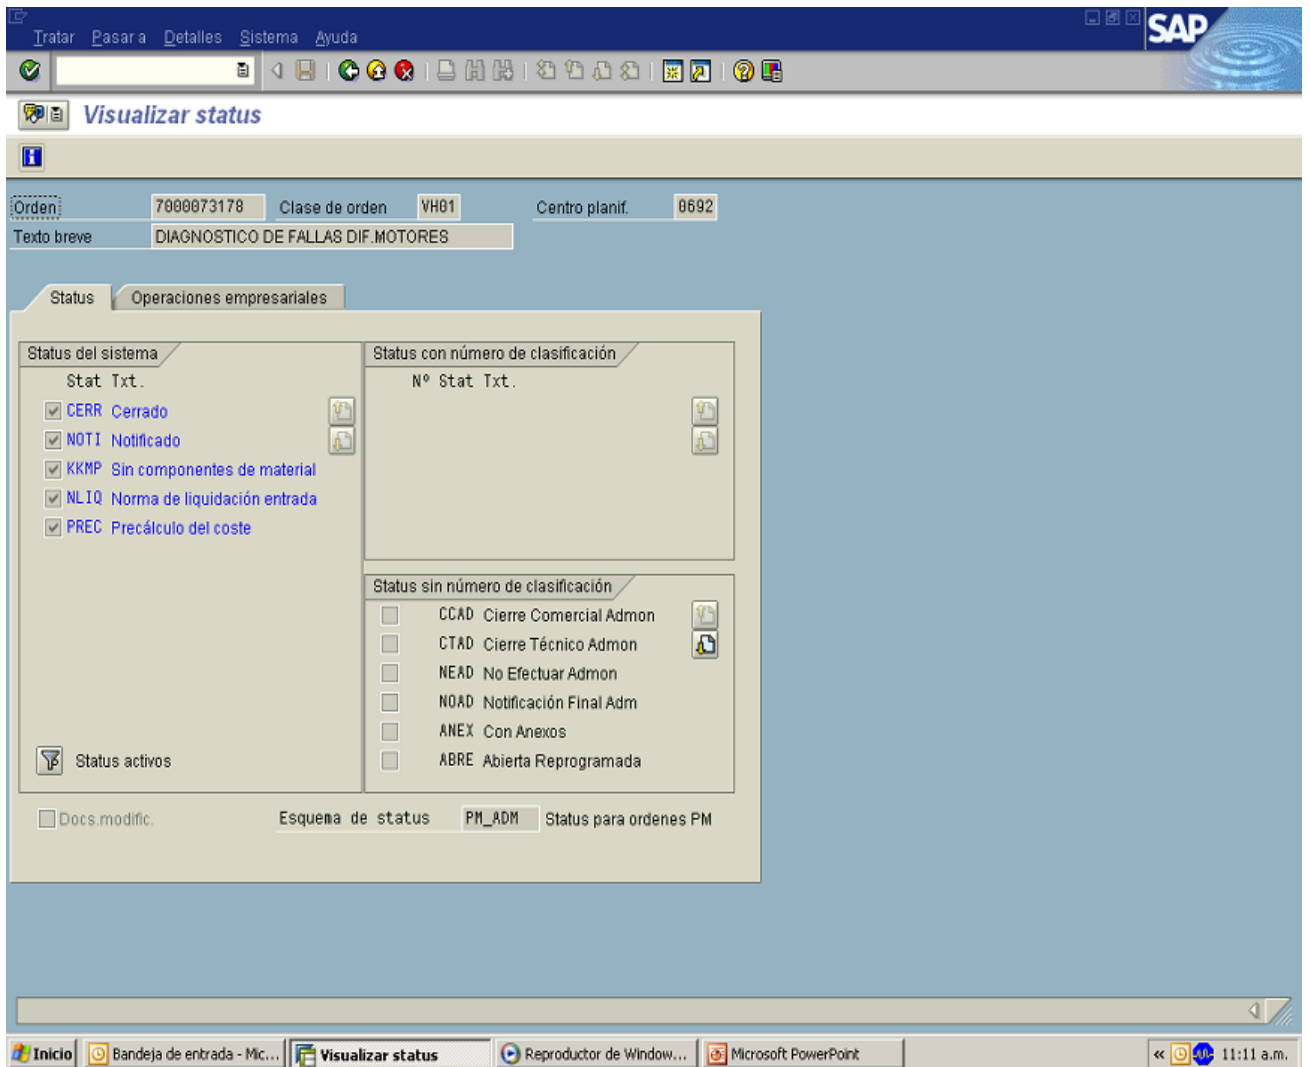 Tratar Pasar a Detalles Sistema Ayuda
SAP
Visualizar status
Orden 7000073178 Clase de orden VH01 Centro planif. 0692
Texto breve DIAGNOSTICO DE FALLAS DIF.MOTORES
Status Operaciones empresariales
Status del sistema
Stat Txt.
CERR Cerrado
NOTI Notificado
KKMP Sin componentes de material
NLIQ Norma de liquidación entrada
PREC Precálculo del coste
Status activos
Status con número de clasificación
Nº Stat Txt.
Status sin número de clasificación
CCAD Cierre Comercial Admon
CTAD Cierre Técnico Admon
NEAD No Efectuar Admon
NOAD Notificación Final Adm
ANEX Con Anexos
ABRE Abierta Reprogramada
Docs.modific. Esquema de status PM_ADM Status para ordenes PM
Inicio Bandeja de entrada - Mic... Visualizar status Reproductor de Window... Microsoft PowerPoint « 11:11 a.m.